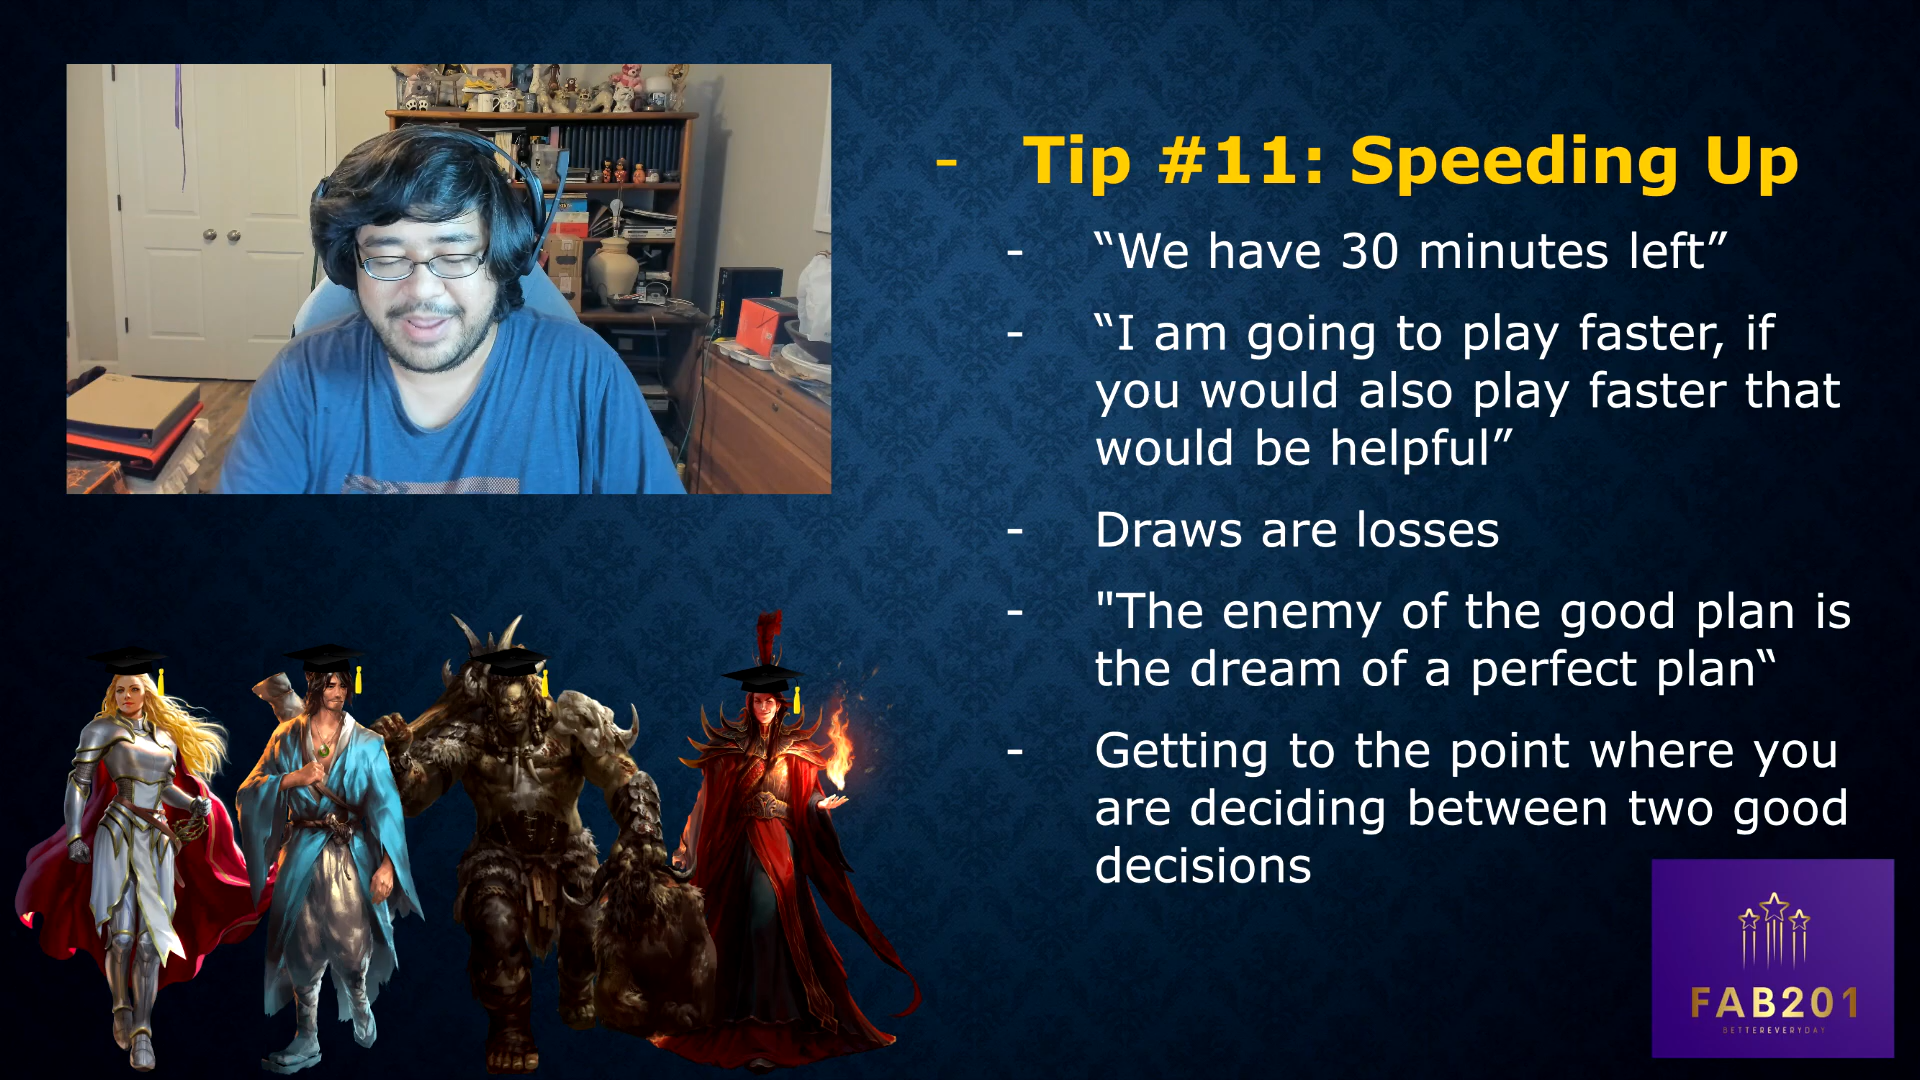 - Tip #11: Speeding Up
- “We have 30 minutes left”
- “I am going to play faster, if
you would also play faster that
would be helpful”
- Draws are losses
- "The enemy of the good plan is
the dream of a perfect plan“
- Getting to the point where you
are deciding between two good
decisions
FAB201
BETTEREVERYDAY